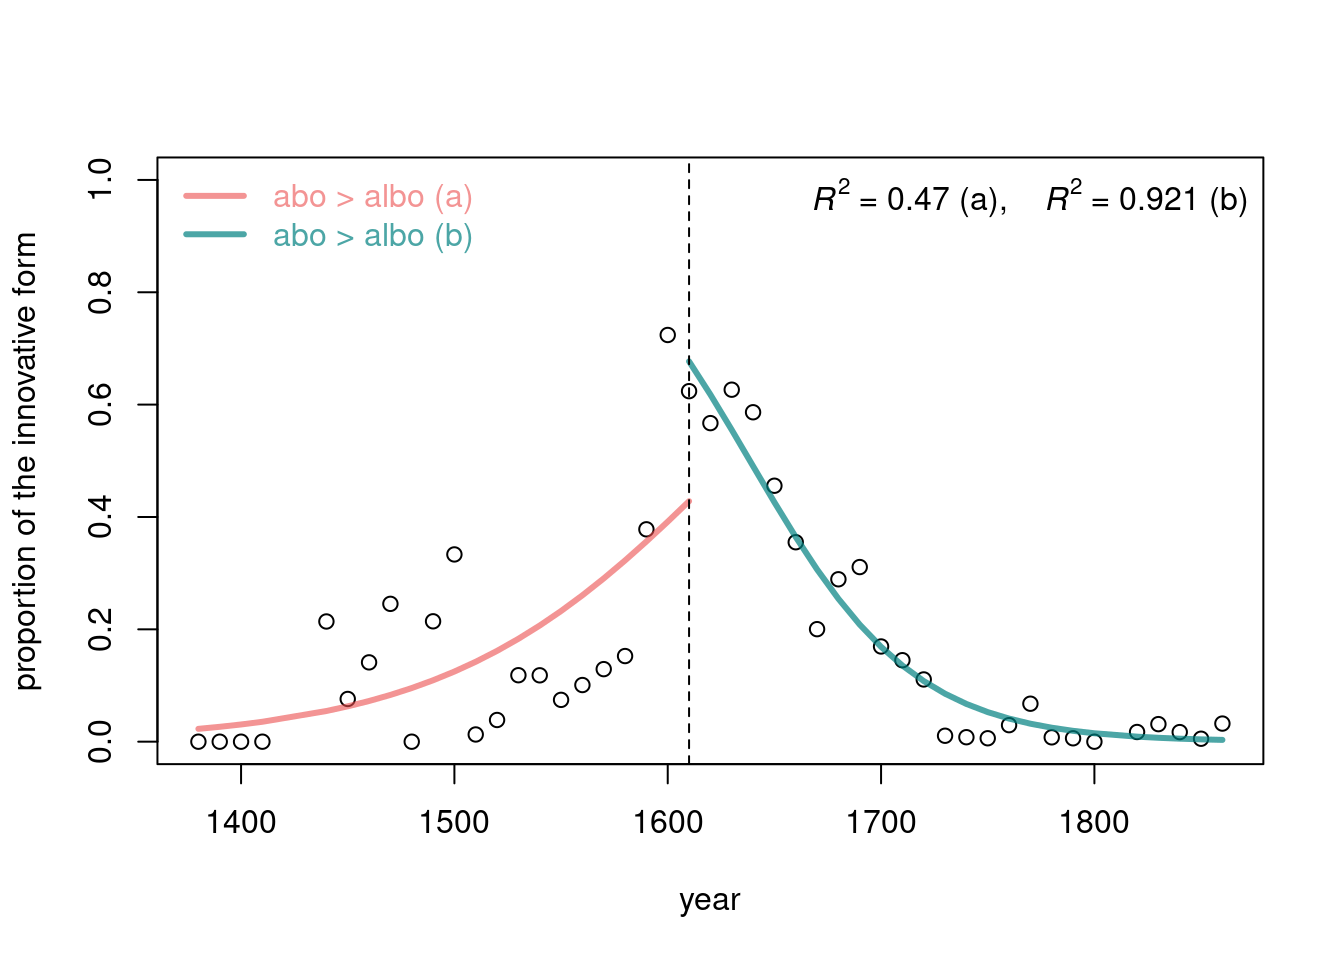 abo > albo (a)
abo > albo (b)
R² = 0.47 (a), R² = 0.921 (b)
proportion of the innovative form
1.0
0.8
0.6
0.4
0.2
0.0
1400 1500 1600 1700 1800
year